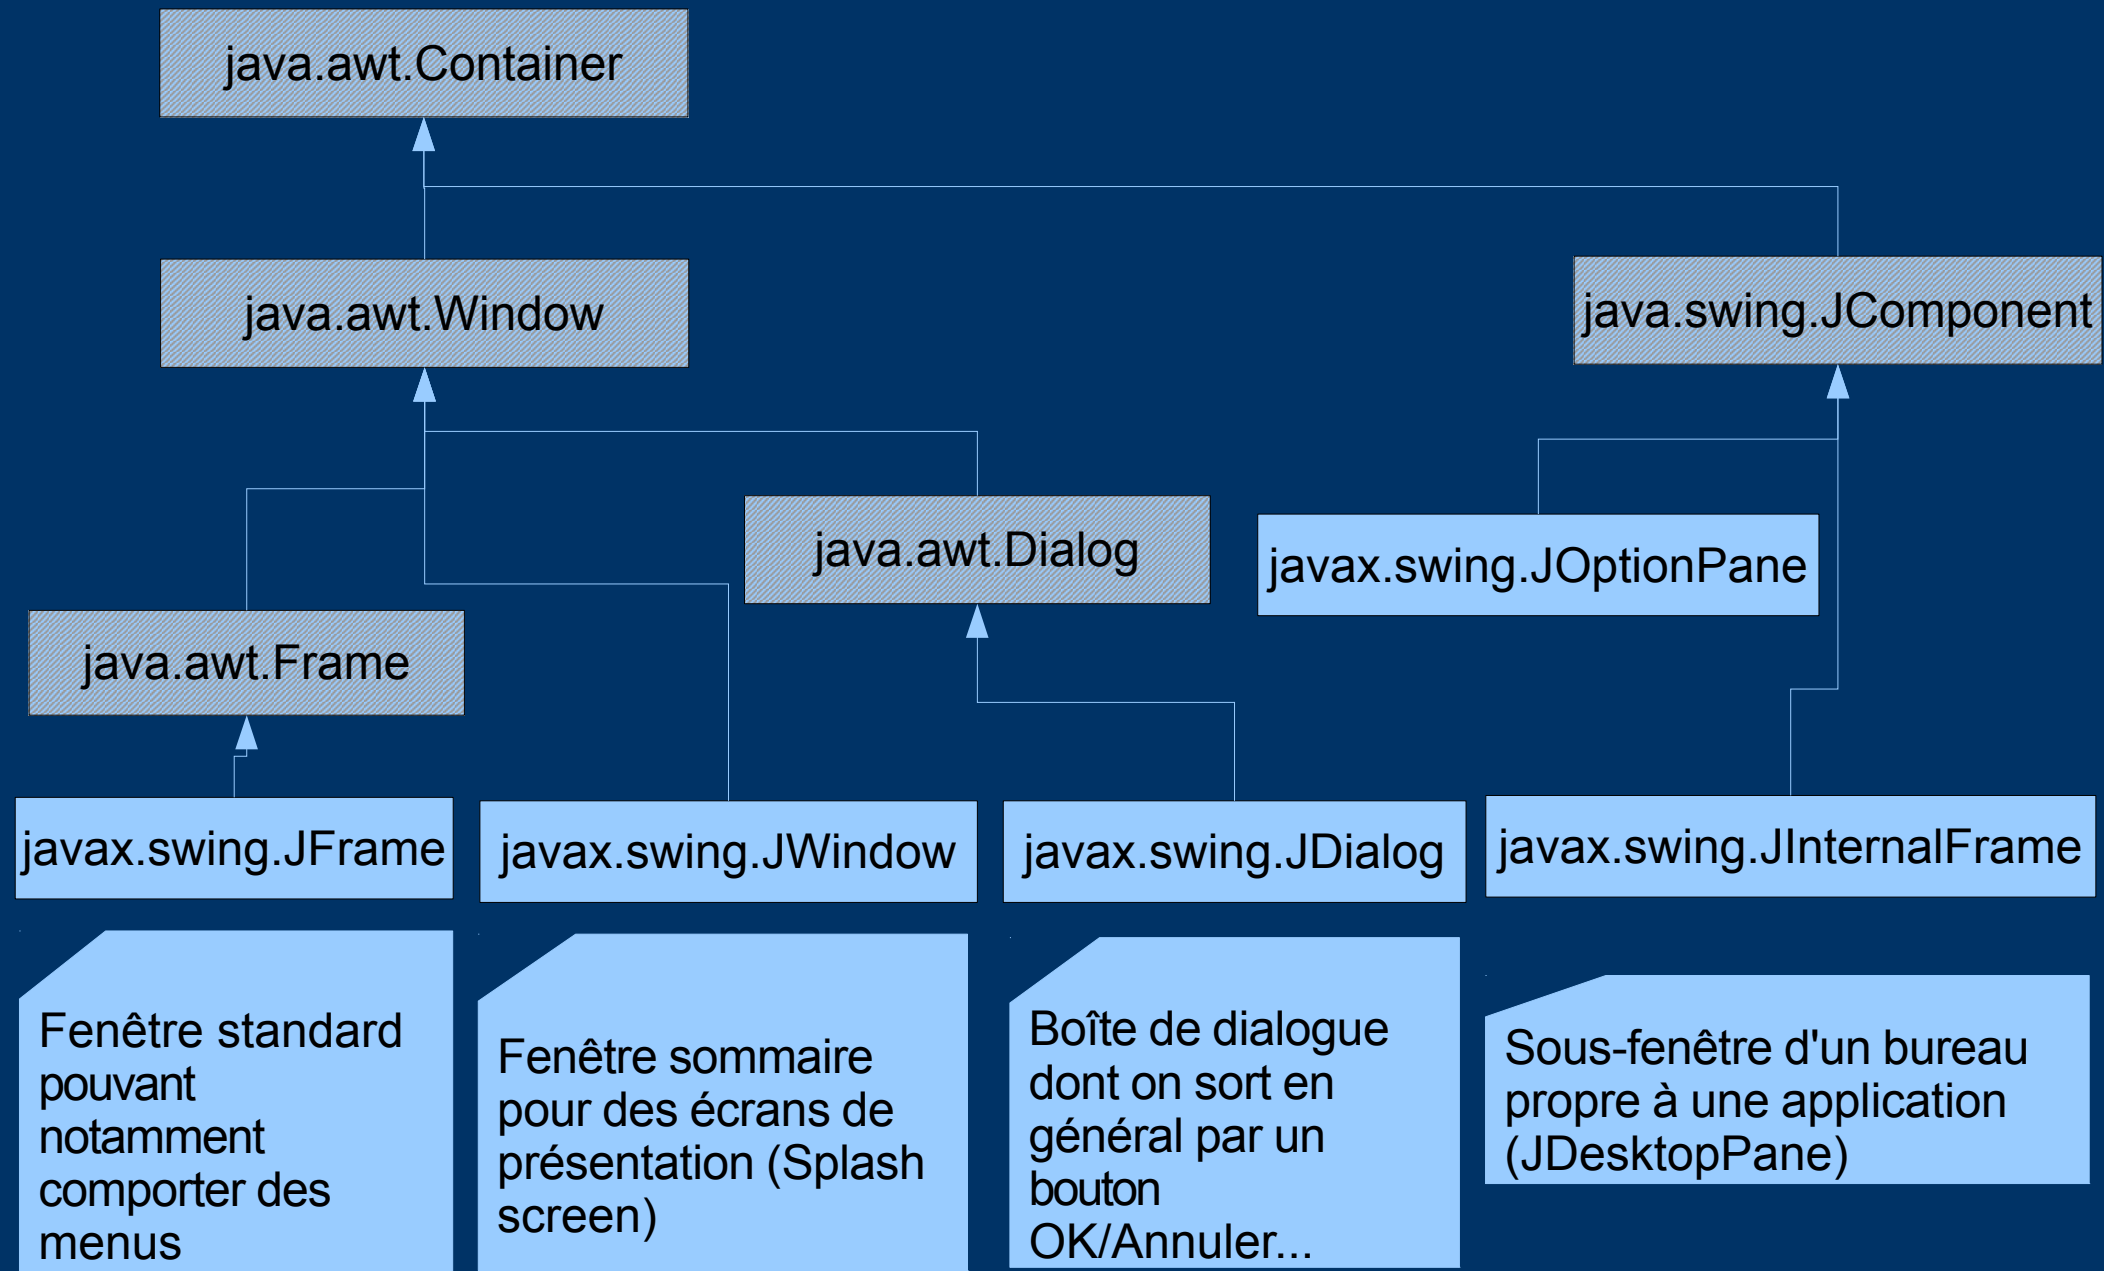 java.awt.Container
java.awt.Window
java.swing.JComponent
java.awt.Dialog
javax.swing.JOptionPane
java.awt.Frame
javax.swing.JFrame
javax.swing.JWindow
javax.swing.JDialog
javax.swing.JInternalFrame
Fenêtre standard
pouvant
notamment
comporter des
menus
Fenêtre sommaire
pour des écrans de
présentation (Splash
screen)
Boîte de dialogue
dont on sort en
général par un
bouton
OK/Annuler...
Sous-fenêtre d'un bureau
propre à une application
(JDesktopPane)